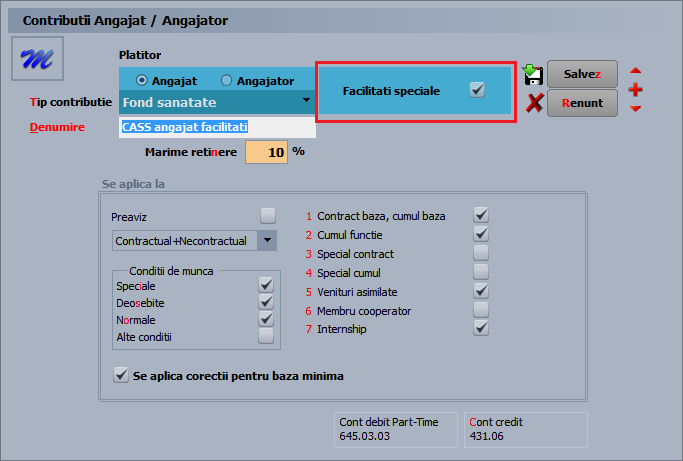 Contributii Angajat / Angajator
M
Platitor
Angajat Angajator
Tip contributie Fond sanatate
Facilitati speciale
Salvez
Renunt
Denumire CASS angajat facilitati
Marime retinere 10 %
Se aplica la
Preaviz
Contractual+Necontractual
Conditii de munca
Speciale
Deosebite
Normale
Alte conditii
1 Contract baza, cumul baza
2 Cumul functie
3 Special contract
4 Special cumul
5 Venituri asimilate
6 Membru cooperator
7 Internship
Se aplica corectii pentru baza minima
Cont debit Part-Time
645.03.03
Cont credit
431.06